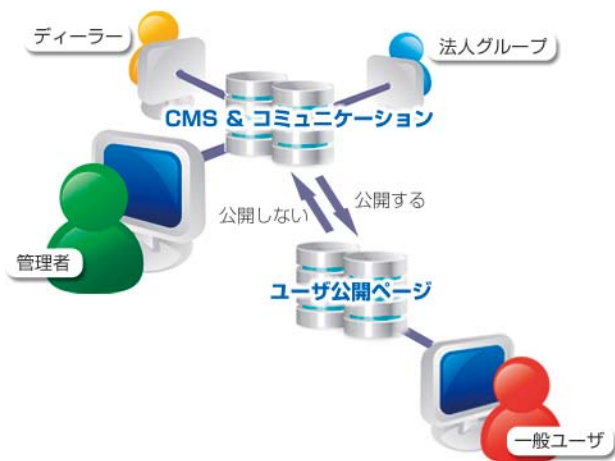 ディーラー
法人グループ
CMS & コミュニケーション
公開しない
公開する
管理者
ユーザ公開ページ
一般ユーザ